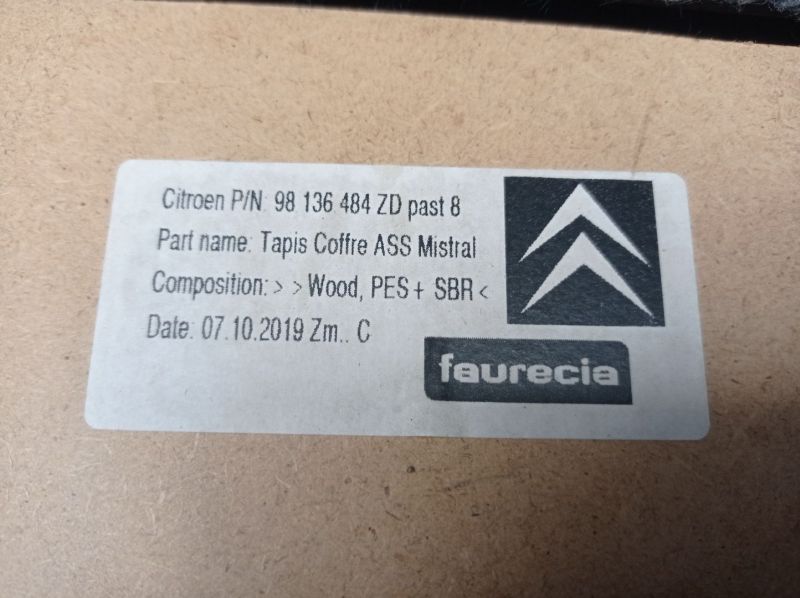 Citroen P/N: 98 136 484 ZD past 8
Part name: Tapis Coffre ASS Mistral
Composition: > > Wood, PES + SBR <
Date: 07.10.2019 Zm.. C
faurecia